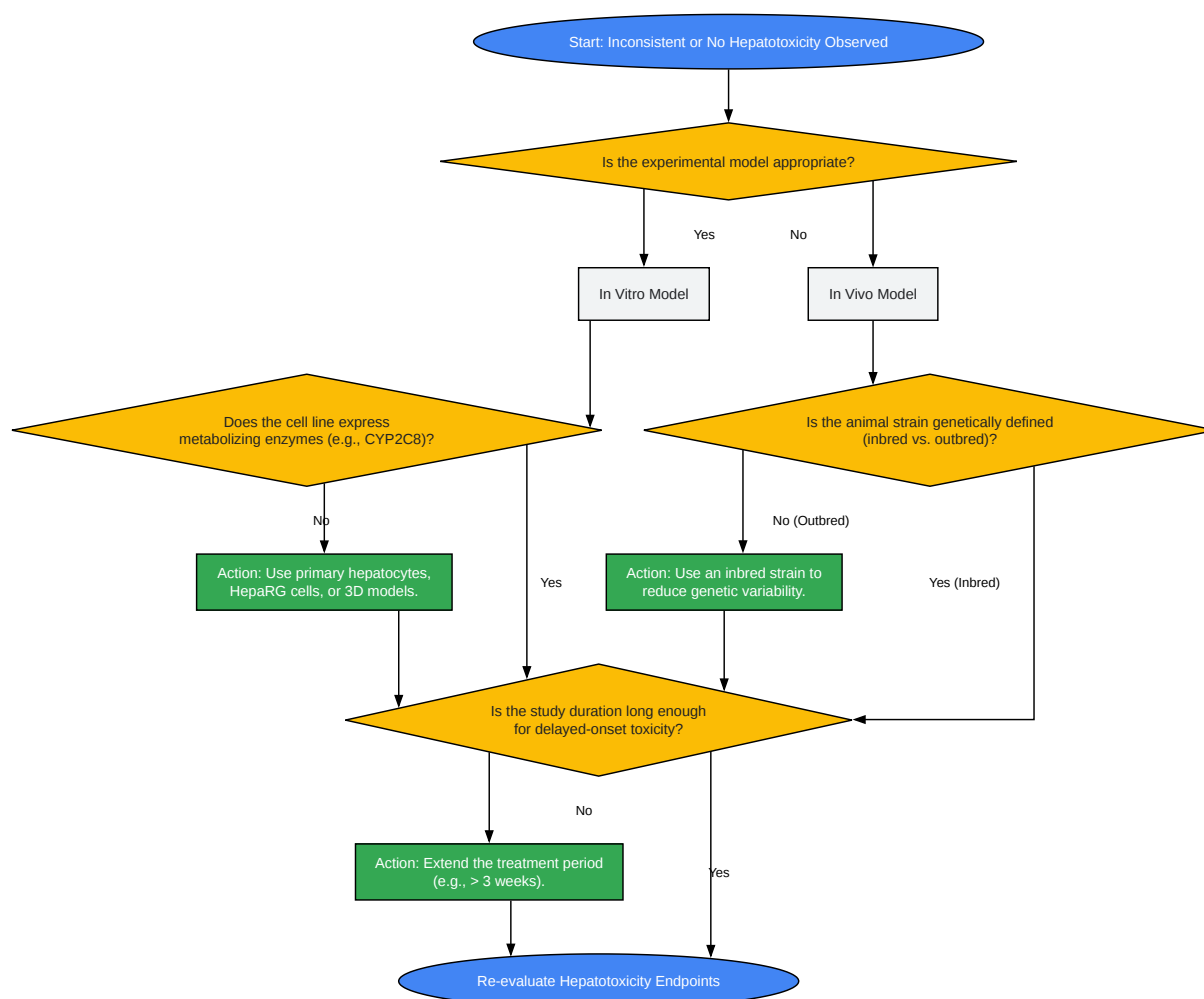 Start: Inconsistent or No Hepatotoxicity Observed
Is the experimental model appropriate?
Yes
No
In Vitro Model
In Vivo Model
Does the cell line express
metabolizing enzymes (e.g., CYP2C8)?
Is the animal strain genetically defined
(inbred vs. outbred)?
No
No (Outbred)
Action: Use primary hepatocytes,
HepaRG cells, or 3D models.
Yes
Action: Use an inbred strain to
reduce genetic variability.
Yes (Inbred)
Is the study duration long enough
for delayed-onset toxicity?
No
Action: Extend the treatment period
(e.g., > 3 weeks).
Yes
Re-evaluate Hepatotoxicity Endpoints